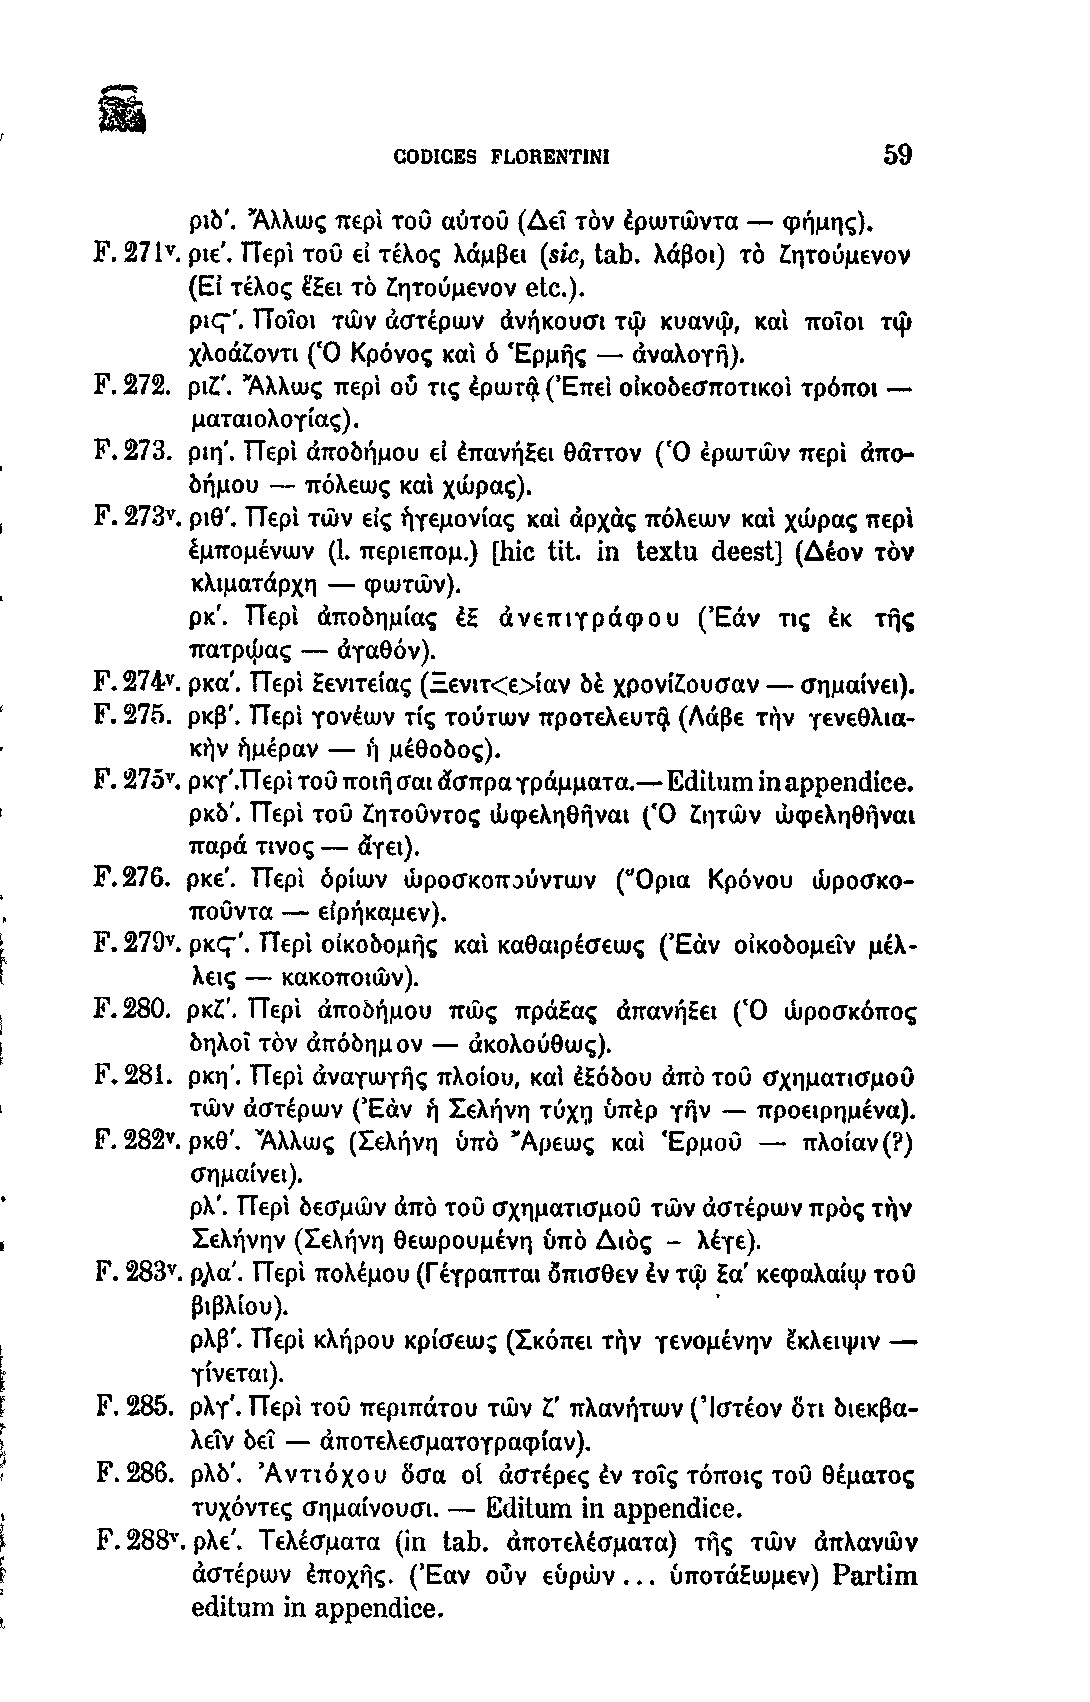 CODICES FLORENTINI 59
ριδ'. Ἄλλως περὶ τοῦ αὐτοῦ (Δεῖ τὸν ἐρωτῶντα — φήμης).
F. 271ᵛ. ριε'. Περὶ τοῦ εἰ τέλος λάμβει (sic, tab. λάβοι) τὸ ζητούμενον
(Εἰ τέλος ἕξει τὸ ζητούμενον etc.).
ριϛ'. Ποῖοι τῶν ἀστέρων ἀνήκουσι τῷ κυανῷ, καὶ ποῖοι τῷ
χλοάζοντι (Ὁ Κρόνος καὶ ὁ Ἑρμῆς — ἀναλογῆ).
F. 272. ριζ'. Ἄλλως περὶ οὗ τις ἐρωτᾷ (Ἐπεὶ οἰκοδεσποτικοὶ τρόποι —
ματαιολογίας).
F. 273. ριη'. Περὶ ἀποδήμου εἰ ἐπανήξει θᾶττον (Ὁ ἐρωτῶν περὶ ἀπο-
δήμου — πόλεως καὶ χώρας).
F. 273ᵛ. ριθ'. Περὶ τῶν εἰς ἡγεμονίας καὶ ἀρχὰς πόλεων καὶ χώρας περὶ
ἑμπομένων (l. περιεπομ.) [hic tit. in textu deest] (Δέον τὸν
κλιματάρχη — φωτῶν).
ρκ'. Περὶ ἀποδημίας ἐξ ἀνεπιγράφου (Ἐάν τις ἐκ τῆς
πατρῴας — ἀγαθόν).
F. 274ᵛ. ρκα'. Περὶ ξενιτείας (Ξενιτ<ε>ίαν δὲ χρονίζουσαν — σημαίνει).
F. 275. ρκβ'. Περὶ γονέων τίς τούτων προτελευτᾷ (Λάβε τὴν γενεθλια-
κὴν ἡμέραν — ἡ μέθοδος).
F. 275ᵛ. ρκγ'. Περὶ τοῦ ποιῆσαι ἄσπρα γράμματα. — Editum in appendice.
ρκδ'. Περὶ τοῦ ζητοῦντος ὠφεληθῆναι (Ὁ ζητῶν ὠφεληθῆναι
παρά τινος — ἄγει).
F. 276. ρκε'. Περὶ ὁρίων ὡροσκοπούντων (Ὅρια Κρόνου ὡροσκο-
ποῦντα — εἰρήκαμεν).
F. 279ᵛ. ρκϛ'. Περὶ οἰκοδομῆς καὶ καθαιρέσεως (Ἐὰν οἰκοδομεῖν μέλ-
λεις — κακοποιῶν).
F. 280. ρκζ'. Περὶ ἀποδήμου πῶς πράξας ἀπανήξει (Ὁ ὡροσκόπος
δηλοῖ τὸν ἀπόδημον — ἀκολούθως).
F. 281. ρκη'. Περὶ ἀναγωγῆς πλοίου, καὶ ἐξόδου ἀπὸ τοῦ σχηματισμοῦ
τῶν ἀστέρων (Ἐὰν ἡ Σελήνη τύχῃ ὑπὲρ γῆν — προειρημένα).
F. 282ᵛ. ρκθ'. Ἄλλως (Σελήνη ὑπὸ Ἄρεως καὶ Ἑρμοῦ — πλοίαν(?)
σημαίνει).
ρλ'. Περὶ δεσμῶν ἀπὸ τοῦ σχηματισμοῦ τῶν ἀστέρων πρὸς τὴν
Σελήνην (Σελήνη θεωρουμένη ὑπὸ Διὸς – λέγε).
F. 283ᵛ. ρλα'. Περὶ πολέμου (Γέγραπται ὄπισθεν ἐν τῷ ξα' κεφαλαίῳ τοῦ
βιβλίου).
ρλβ'. Περὶ κλήρου κρίσεως (Σκόπει τὴν γενομένην ἔκλειψιν —
γίνεται).
F. 285. ρλγ'. Περὶ τοῦ περιπάτου τῶν ζ' πλανήτων (Ἰστέον ὅτι διεκβα-
λεῖν δεῖ — ἀποτελεσματογραφίαν).
F. 286. ρλδ'. Ἀντιόχου ὅσα οἱ ἀστέρες ἐν τοῖς τόποις τοῦ θέματος
τυχόντες σημαίνουσι. — Editum in appendice.
F. 288ᵛ. ρλε'. Τελέσματα (in tab. ἀποτελέσματα) τῆς τῶν ἀπλανῶν
ἀστέρων ἐποχῆς. (Ἐαν οὖν εὑρὼν ... ὑποτάξωμεν) Partim
editum in appendice.